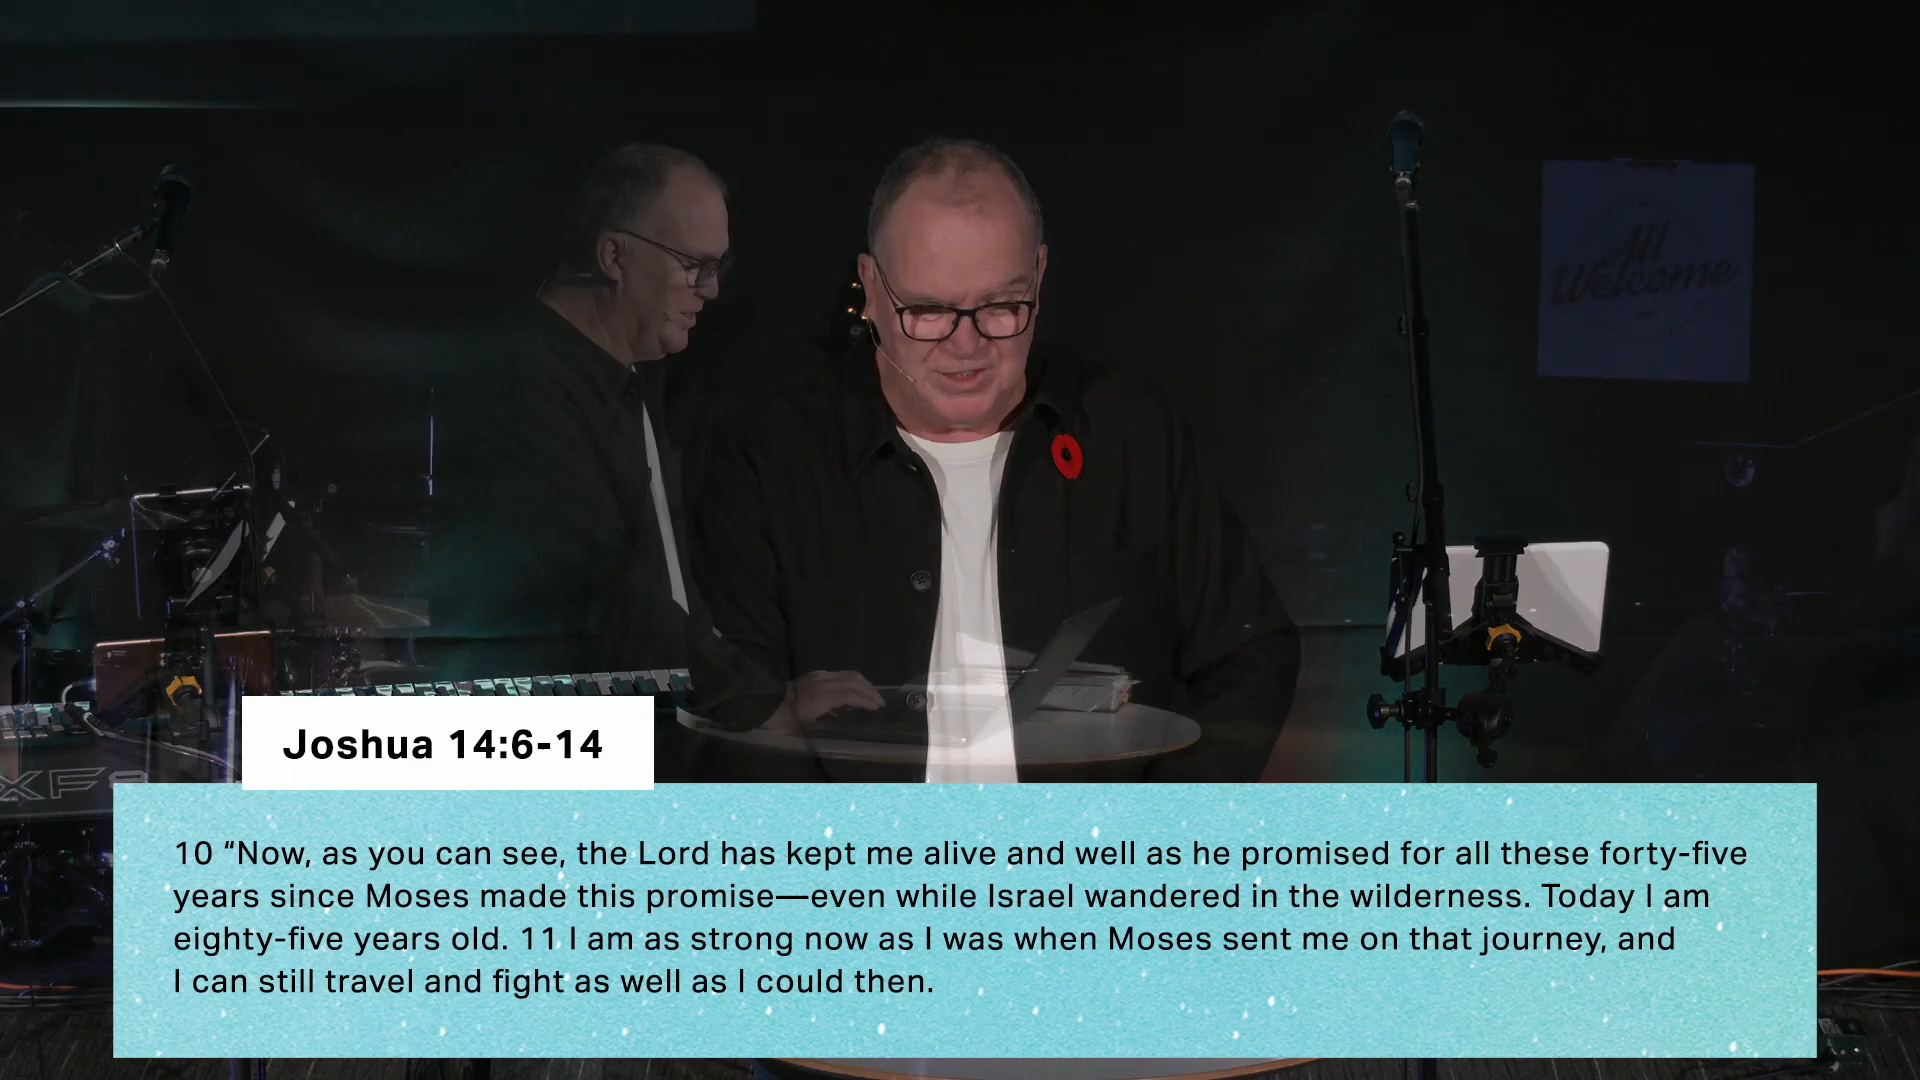 All
Welcome
XF8
Joshua 14:6-14
10 “Now, as you can see, the Lord has kept me alive and well as he promised for all these forty-five
years since Moses made this promise—even while Israel wandered in the wilderness. Today I am
eighty-five years old. 11 I am as strong now as I was when Moses sent me on that journey, and
I can still travel and fight as well as I could then.